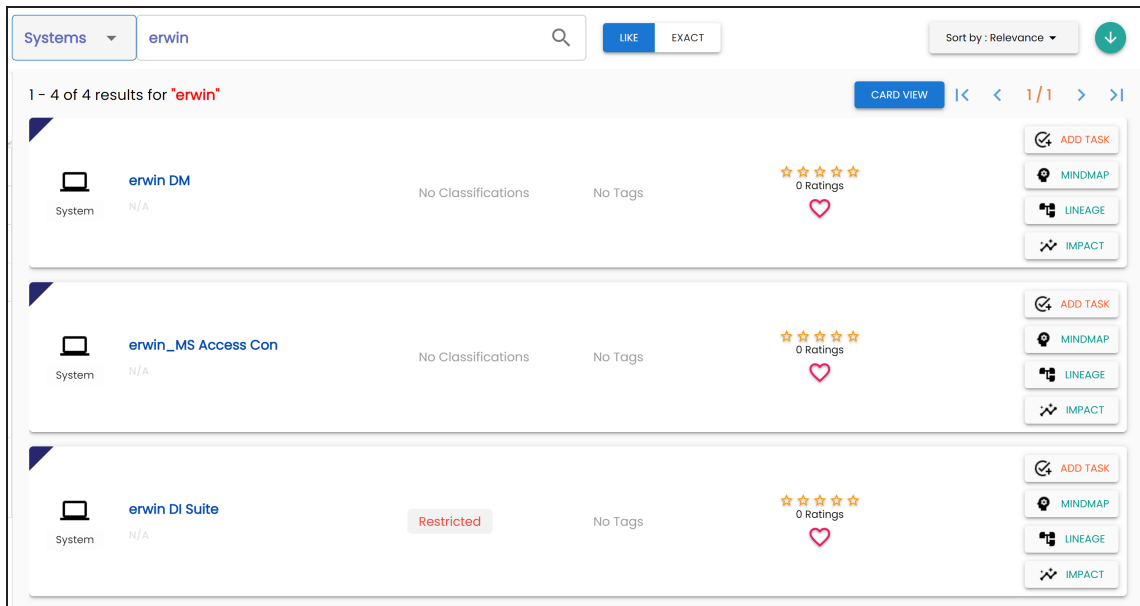 Systems erwin LIKE EXACT Sort by : Relevance
1 - 4 of 4 results for "erwin" CARD VIEW 1 / 1
ADD TASK
erwin DM
MINDMAP
No Classifications No Tags
0 Ratings
N/A
System
LINEAGE
IMPACT
ADD TASK
erwin_MS Access Con
MINDMAP
0 Ratings
No Classifications No Tags
N/A
System
LINEAGE
IMPACT
ADD TASK
erwin DI Suite
MINDMAP
0 Ratings
Restricted No Tags
N/A
System
LINEAGE
IMPACT